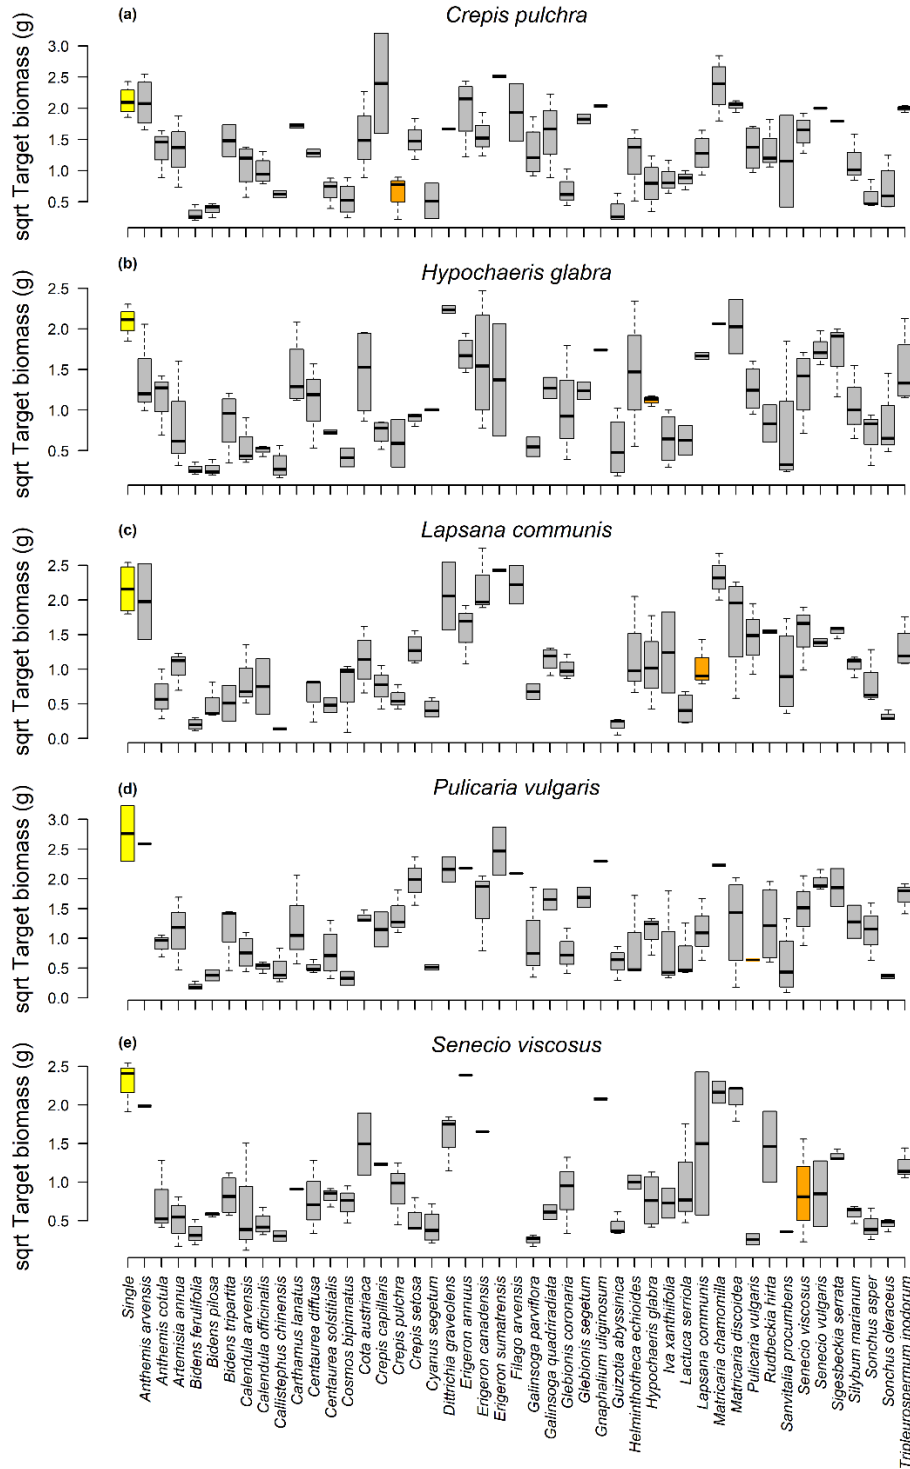 (a) Crepis pulchra
sqrt Target biomass (g)
3.0
2.5
2.0
1.5
1.0
0.5
(b) Hypochaeris glabra
sqrt Target biomass (g)
2.5
2.0
1.5
1.0
0.5
(c) Lapsana communis
sqrt Target biomass (g)
2.5
2.0
1.5
1.0
0.5
0.0
(d) Pulicaria vulgaris
sqrt Target biomass (g)
3.0
2.5
2.0
1.5
1.0
0.5
0.0
(e) Senecio viscosus
sqrt Target biomass (g)
2.5
2.0
1.5
1.0
0.5
Single
Anthemis arvensis
Anthemis cotula
Artemisia annua
Bidens ferulifolia
Bidens pilosa
Bidens tripartita
Calendula arvensis
Calendula officinalis
Callistephus chinensis
Carthamus lanatus
Centaurea diffusa
Centaurea solstitialis
Cosmos bipinnatus
Cota austriaca
Crepis capillaris
Crepis pulchra
Crepis setosa
Cyanus segetum
Dittrichia graveolens
Erigeron annuus
Erigeron canadensis
Erigeron sumatrensis
Filago arvensis
Galinsoga parviflora
Galinsoga quadriradiata
Glebionis coronaria
Glebionis segetum
Gnaphalium uliginosum
Guizotia abyssinica
Helminthotheca echioides
Hypochaeris glabra
Iva xanthiifolia
Lactuca serriola
Lapsana communis
Matricaria chamomilla
Matricaria discoidea
Pulicaria vulgaris
Rudbeckia hirta
Sanvitalia procumbens
Senecio viscosus
Senecio vulgaris
Sigesbeckia serrata
Silybum marianum
Sonchus asper
Sonchus oleraceus
Tripleurospermum inodorum